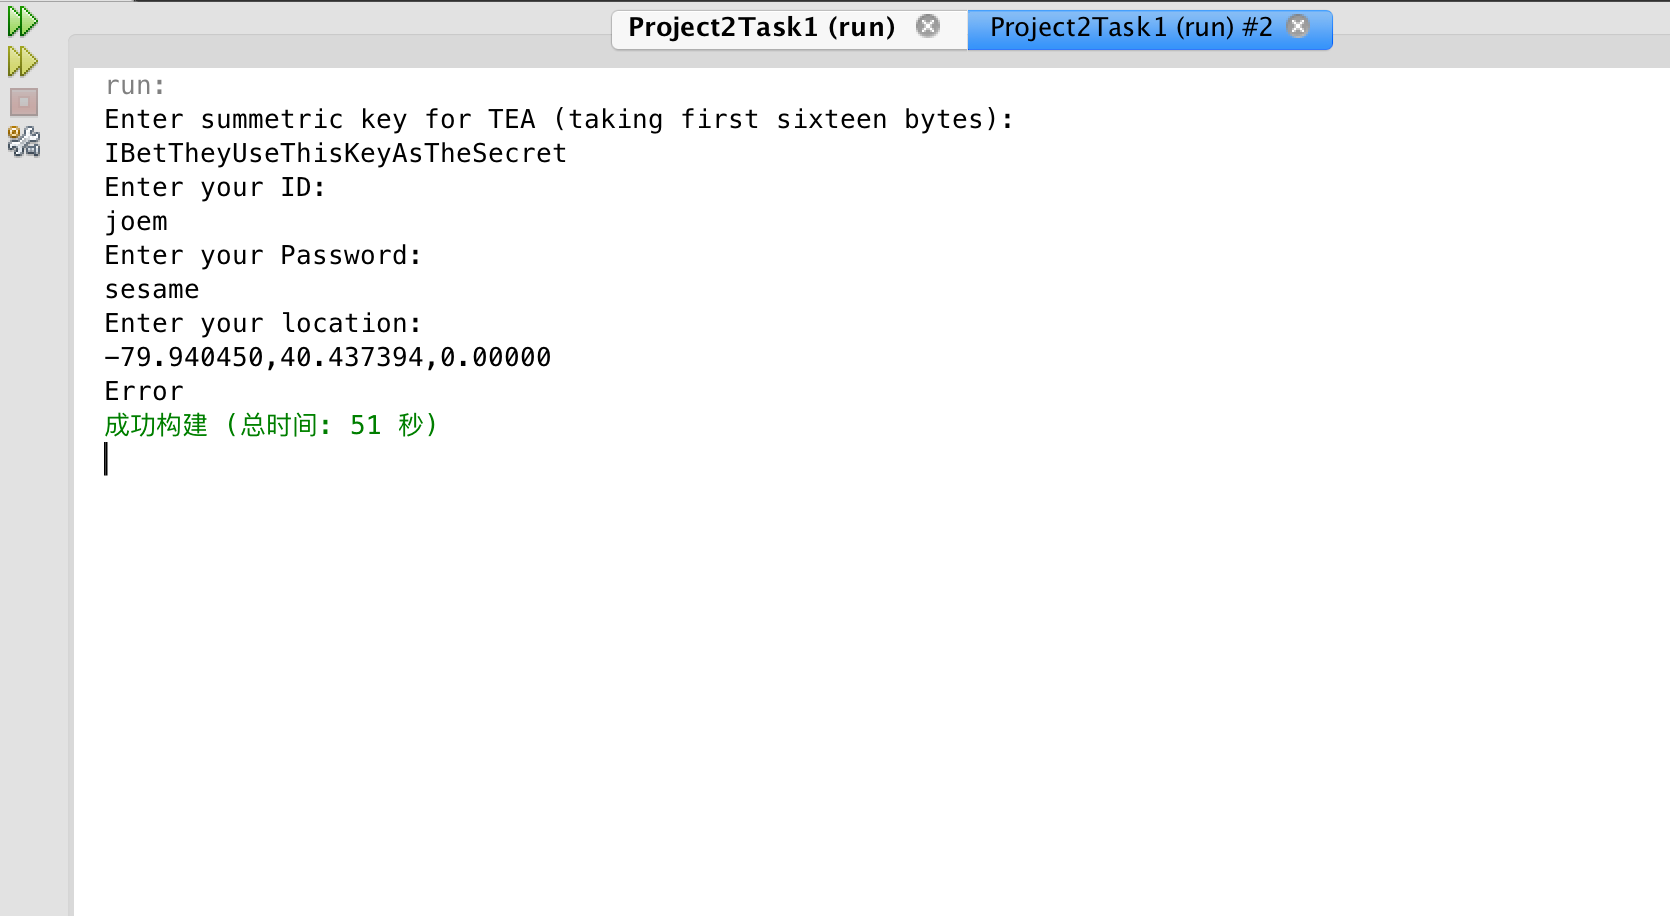 Project2Task1 (run)
Project2Task1 (run) #2
run:
Enter summetric key for TEA (taking first sixteen bytes):
IBetTheyUseThisKeyAsTheSecret
Enter your ID:
joem
Enter your Password:
sesame
Enter your location:
-79.940450,40.437394,0.00000
Error
成功构建 (总时间: 51 秒)